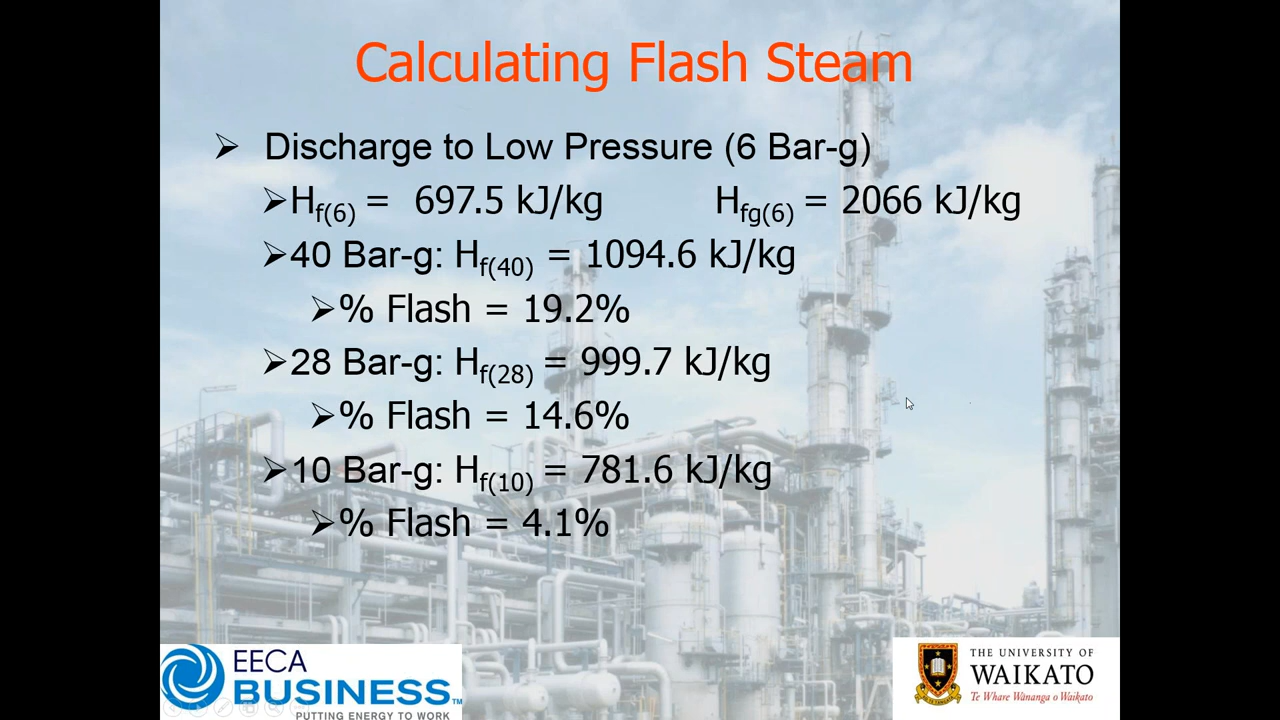 Calculating Flash Steam
➢ Discharge to Low Pressure (6 Bar-g)
➢Hf(6) = 697.5 kJ/kg Hfg(6) = 2066 kJ/kg
➢40 Bar-g: Hf(40) = 1094.6 kJ/kg
➢% Flash = 19.2%
➢28 Bar-g: Hf(28) = 999.7 kJ/kg
➢% Flash = 14.6%
➢10 Bar-g: Hf(10) = 781.6 kJ/kg
➢% Flash = 4.1%
EECA
BUSINESS™
PUTTING ENERGY TO WORK
THE UNIVERSITY OF
WAIKATO
Te Whare Wānanga o Waikato